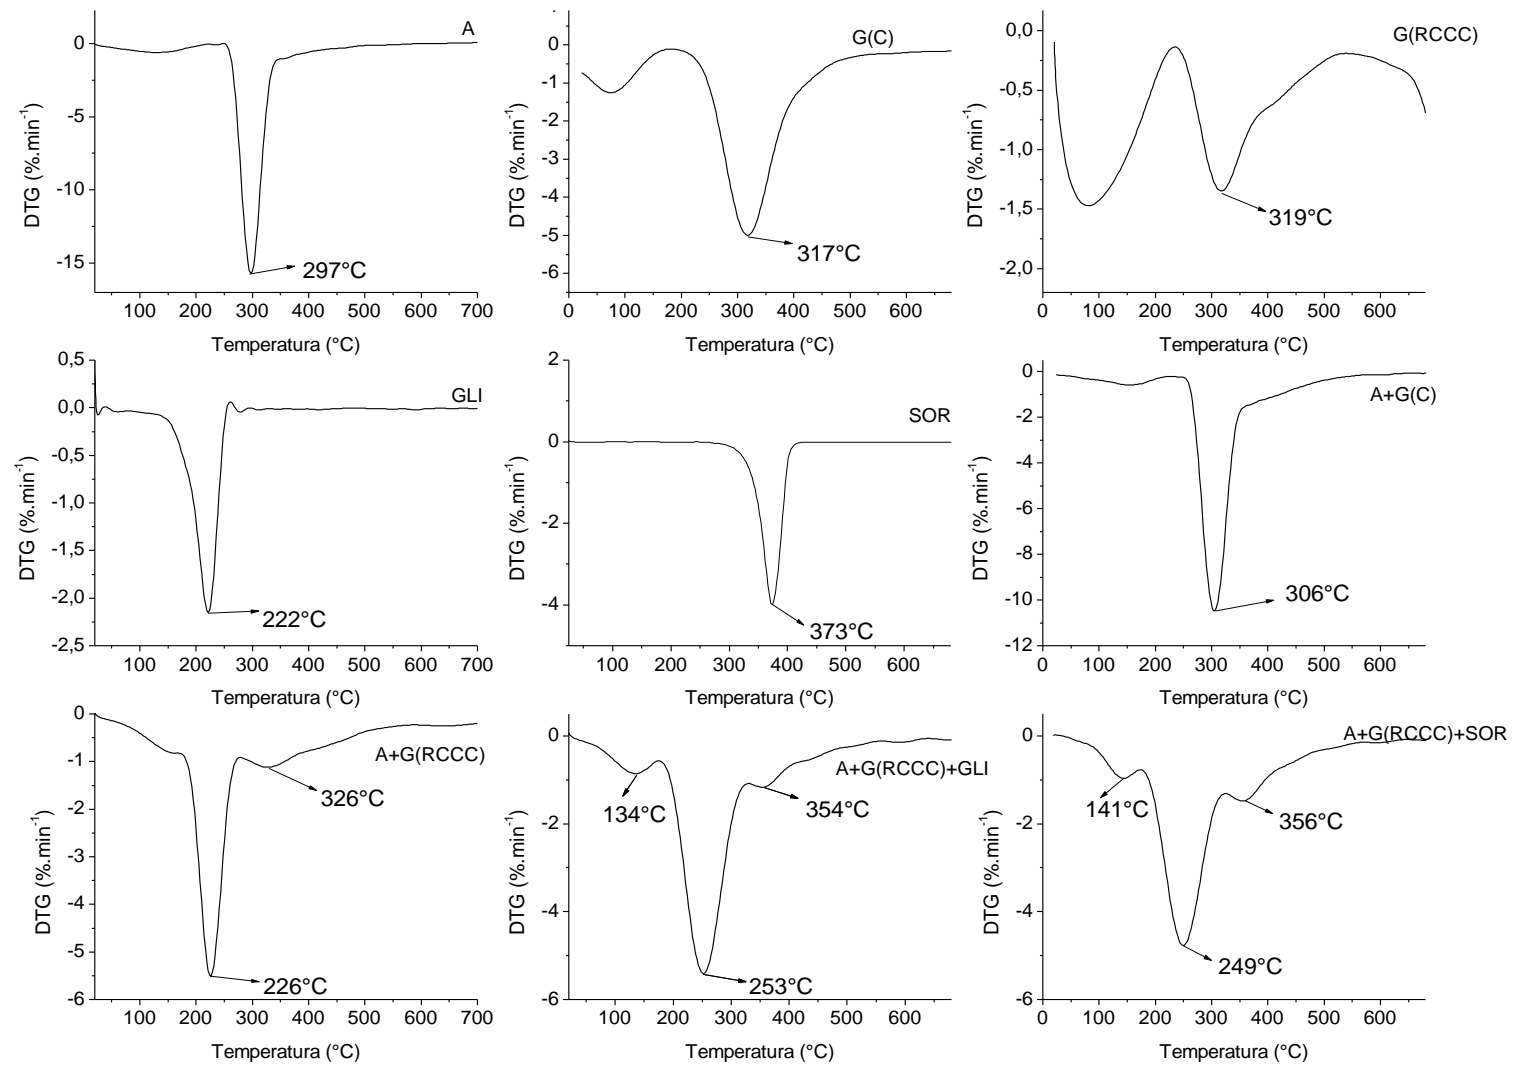 A
0
-5
-10
-15
DTG (%.min-1)
297°C
100 200 300 400 500 600 700
Temperatura (°C)
G(C)
0
-1
-2
-3
-4
-5
-6
DTG (%.min-1)
317°C
0 100 200 300 400 500 600
Temperatura (°C)
G(RCCC)
0,0
-0,5
-1,0
-1,5
-2,0
DTG (%.min-1)
319°C
0 100 200 300 400 500 600
Temperatura (°C)
GLI
0,5
0,0
-0,5
-1,0
-1,5
-2,0
-2,5
DTG (%.min-1)
222°C
100 200 300 400 500 600 700
Temperatura (°C)
SOR
2
0
-2
-4
DTG (%.min-1)
373°C
100 200 300 400 500 600
Temperatura (°C)
A+G(C)
0
-2
-4
-6
-8
-10
-12
DTG (%.min-1)
306°C
0 100 200 300 400 500 600
Temperatura (°C)
A+G(RCCC)
0
-1
-2
-3
-4
-5
-6
DTG (%.min-1)
326°C
226°C
100 200 300 400 500 600 700
Temperatura (°C)
A+G(RCCC)+GLI
0
-2
-4
-6
DTG (%.min-1)
134°C
354°C
253°C
100 200 300 400 500 600
Temperatura (°C)
A+G(RCCC)+SOR
0
-2
-4
-6
DTG (%.min-1)
141°C
356°C
249°C
0 100 200 300 400 500 600
Temperatura (°C)